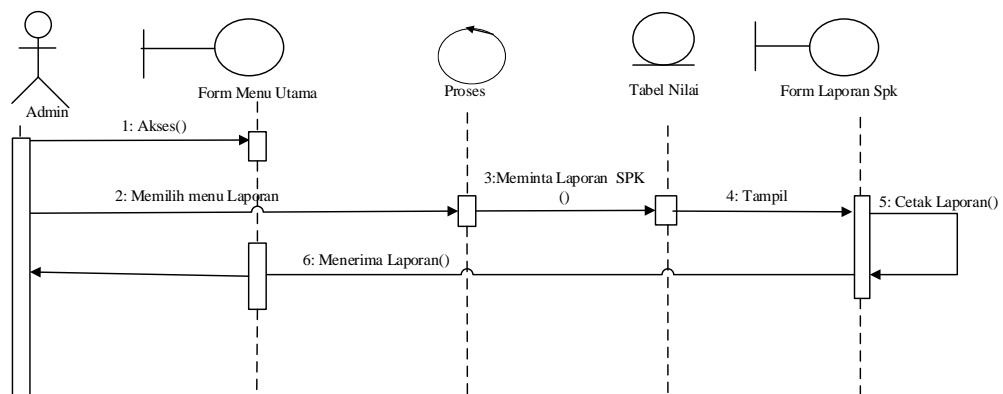 Admin
Form Menu Utama
Proses
Tabel Nilai
Form Laporan Spk
1: Akses()
2: Memilih menu Laporan
3:Meminta Laporan SPK
()
4: Tampil
5: Cetak Laporan()
6: Menerima Laporan()